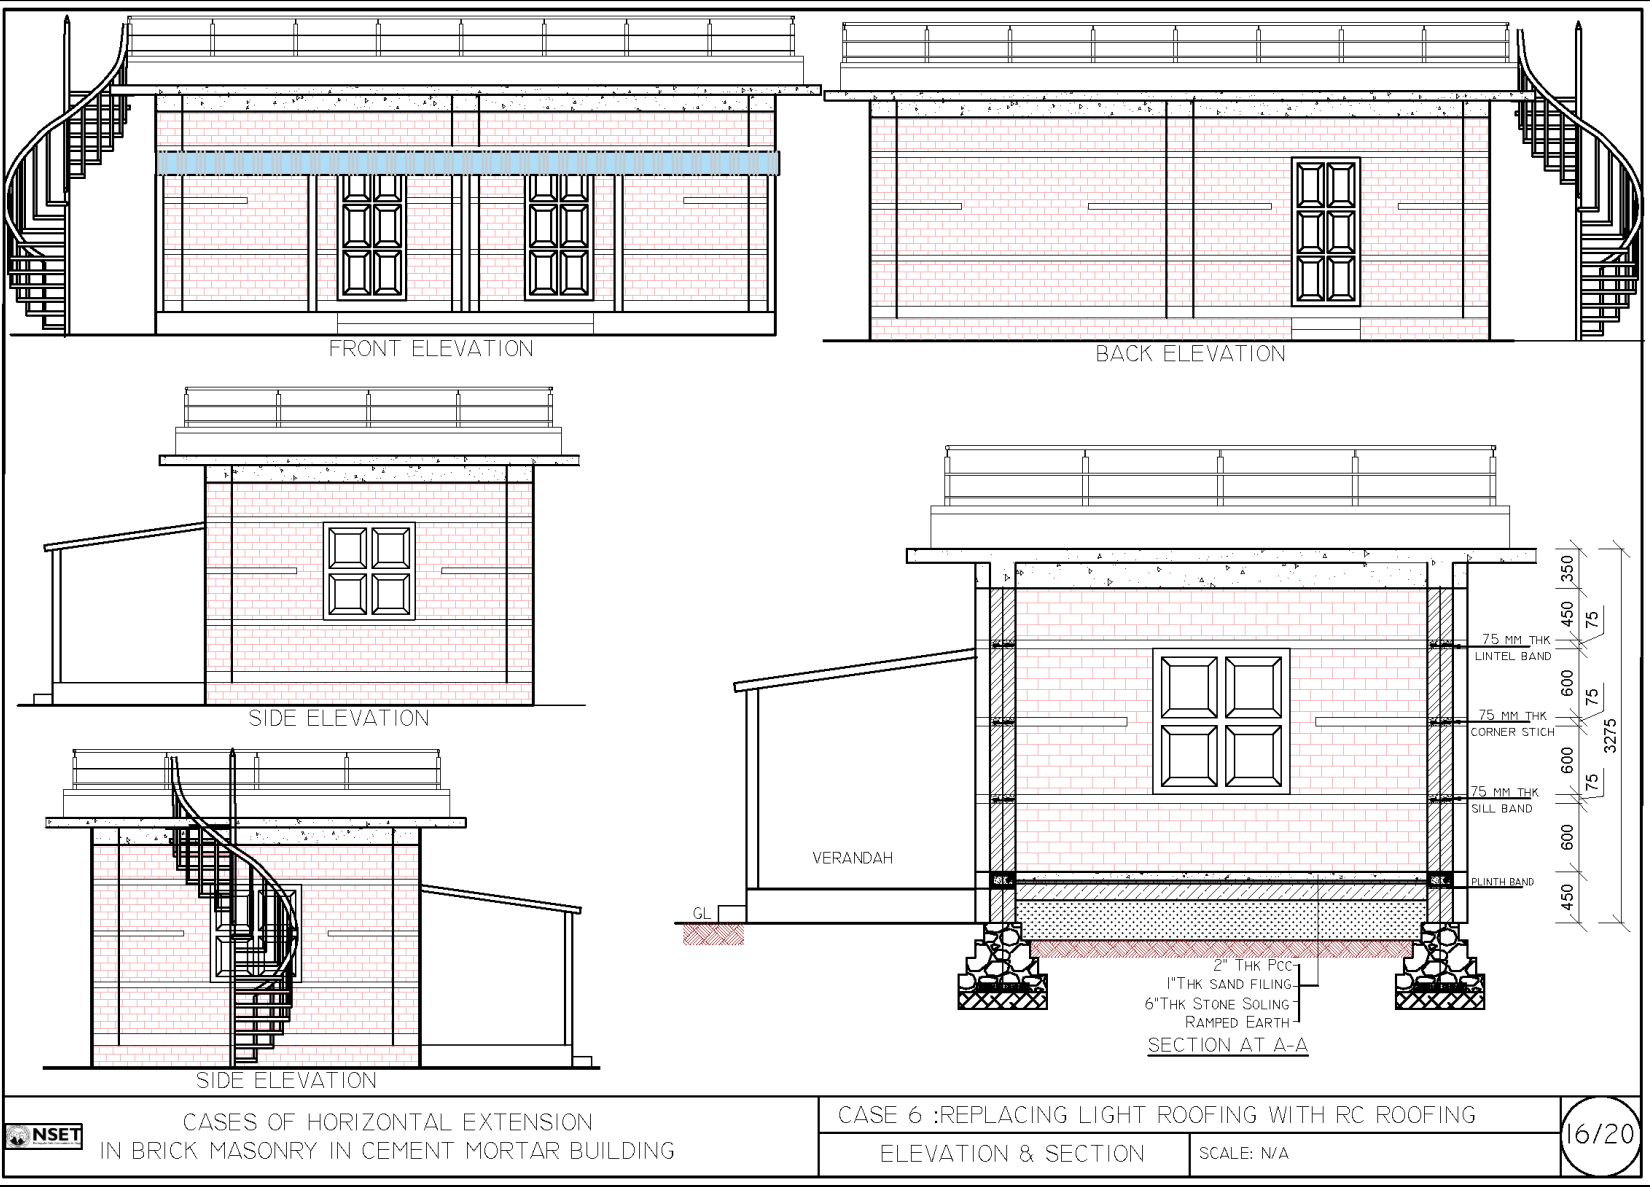 FRONT ELEVATION
BACK ELEVATION
SIDE ELEVATION
SIDE ELEVATION
350
450
75
75 MM THK
LINTEL BAND
600
75
75 MM THK
CORNER STICH
3275
600
75
75 MM THK
SILL BAND
600
VERANDAH
PLINTH BAND
450
GL
2" THK PCC
1"THK SAND FILING
6"THK STONE SOLING
RAMPED EARTH
SECTION AT A-A
NSET
CASES OF HORIZONTAL EXTENSION
IN BRICK MASONRY IN CEMENT MORTAR BUILDING
CASE 6 :REPLACING LIGHT ROOFING WITH RC ROOFING
ELEVATION & SECTION
SCALE: N/A
16/20